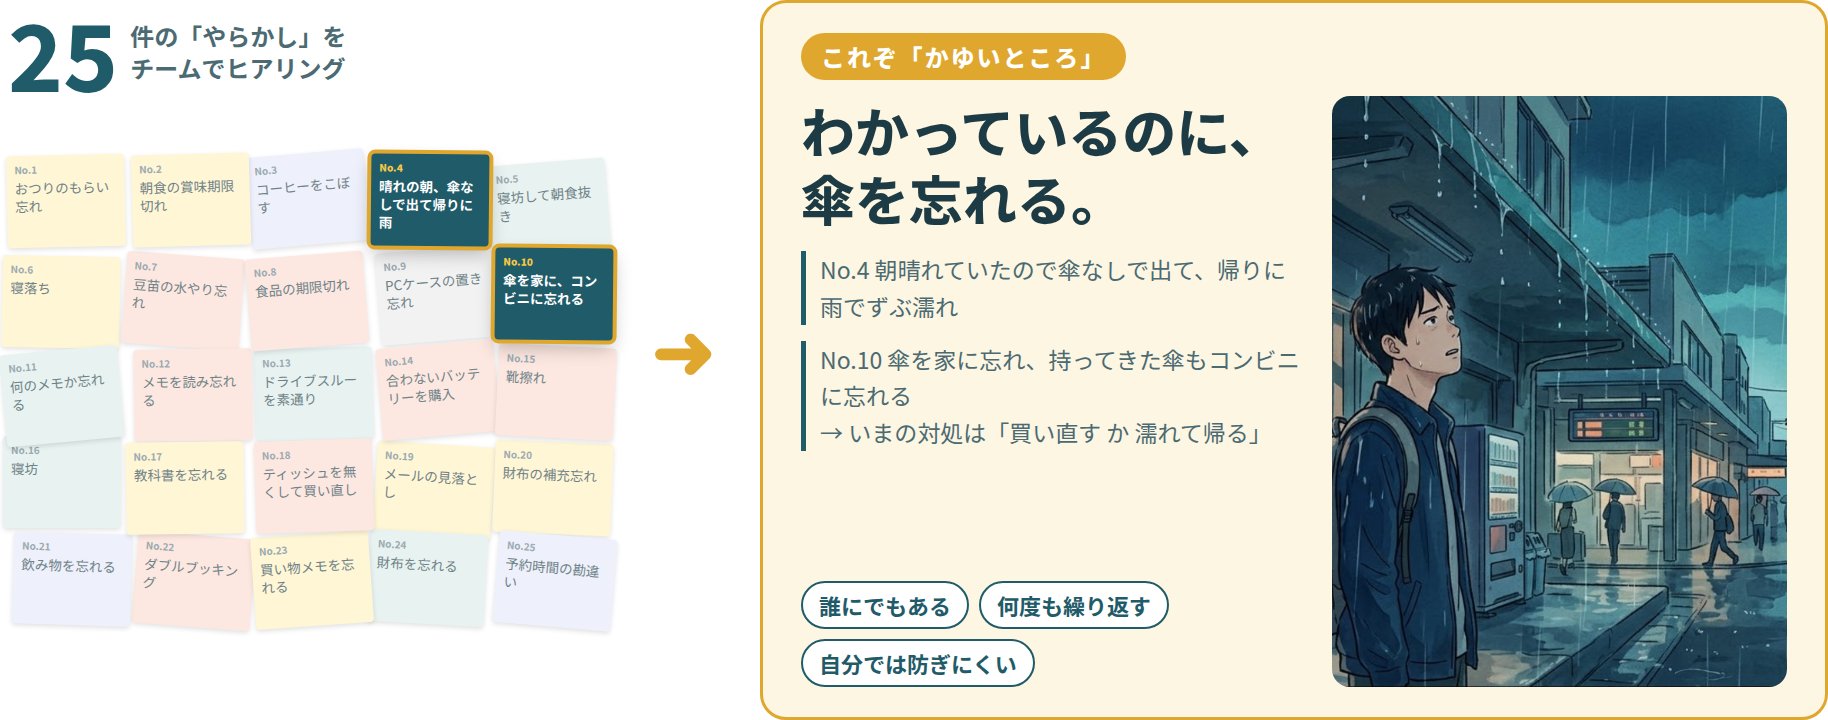 25
件の「やらかし」を
チームでヒアリング
No.1
おつりのもらい
忘れ
No.2
朝食の賞味期限
切れ
No.3
コーヒーをこぼ
す
No.4
晴れの朝、傘な
しで出て帰りに
雨
No.5
寝坊して朝食抜
き
No.6
寝落ち
No.7
豆苗の水やり忘
れ
No.8
食品の期限切れ
No.9
PCケースの置き
忘れ
No.10
傘を家に、コン
ビニに忘れる
No.11
何のメモか忘れ
る
No.12
メモを読み忘れ
る
No.13
ドライブスルー
を素通り
No.14
合わないバッテ
リーを購入
No.15
靴擦れ
No.16
寝坊
No.17
教科書を忘れる
No.18
ティッシュを無
くして買い直し
No.19
メールの見落と
し
No.20
財布の補充忘れ
No.21
飲み物を忘れる
No.22
ダブルブッキン
グ
No.23
買い物メモを忘
れる
No.24
財布を忘れる
No.25
予約時間の勘違
い
➜
これぞ「かゆいところ」
わかっているのに、
傘を忘れる。
No.4 朝晴れていたので傘なしで出て、帰りに
雨でずぶ濡れ
No.10 傘を家に忘れ、持ってきた傘もコンビニ
に忘れる
→ いまの対処は「買い直す か 濡れて帰る」
誰にでもある
何度も繰り返す
自分では防ぎにくい